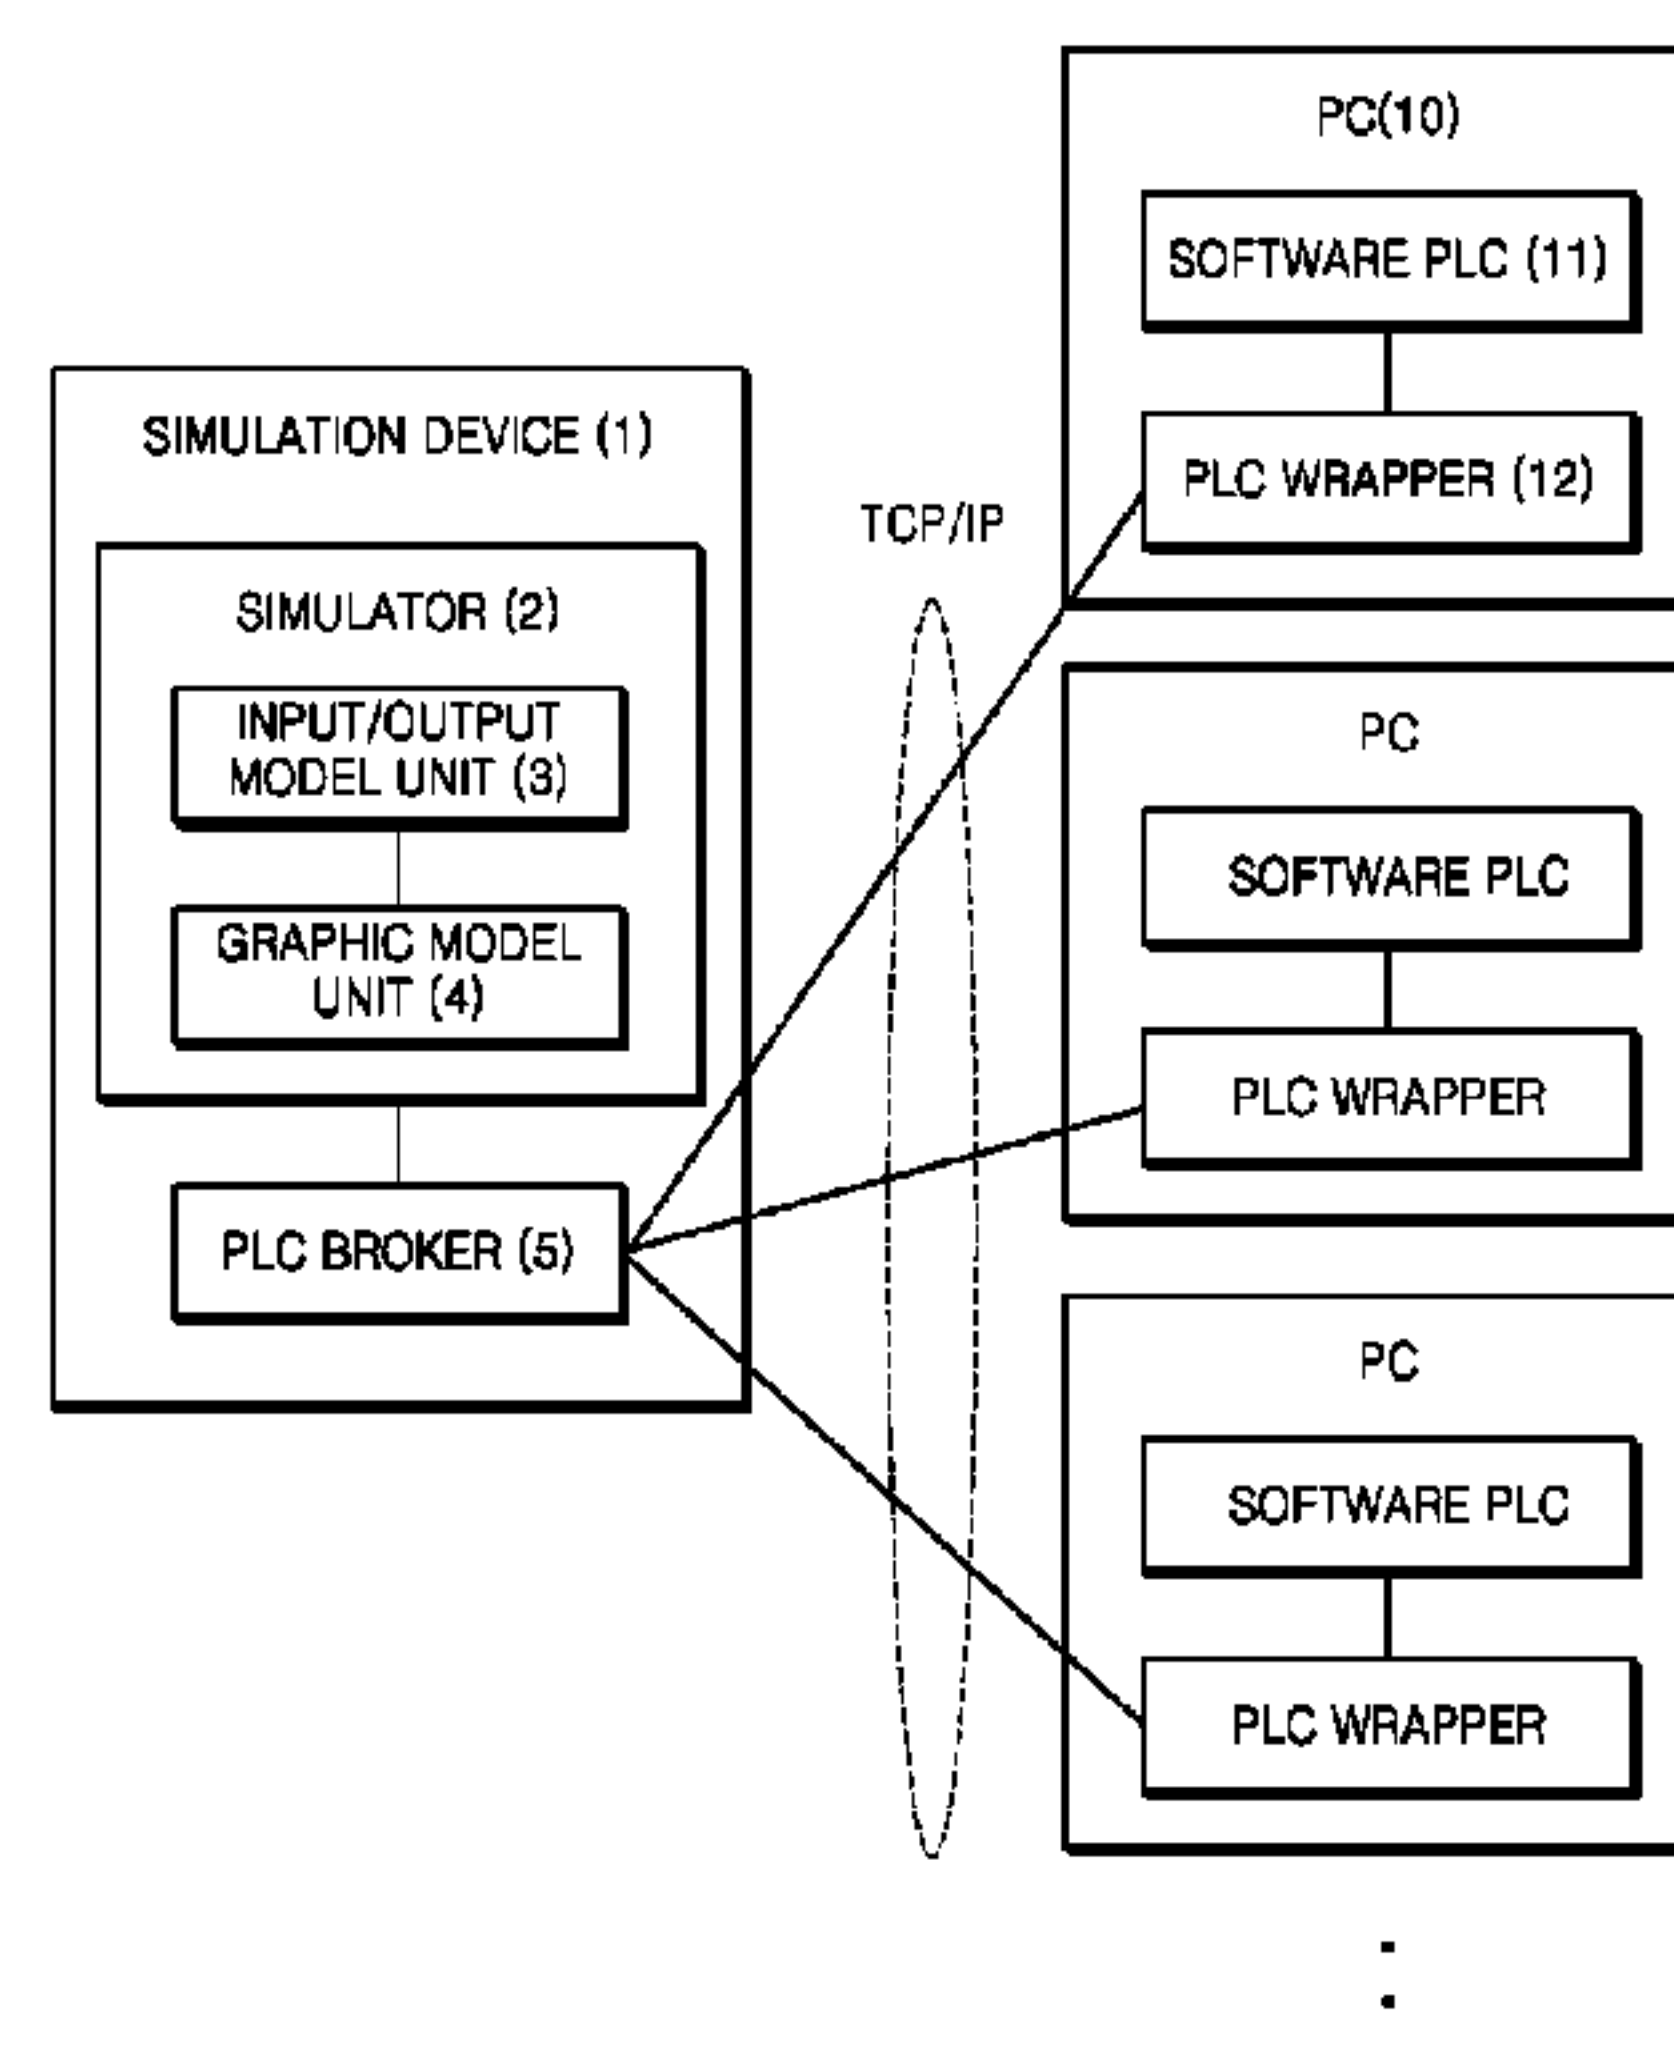 PC(10)
SOFTWARE PLC (11)
PLC WRAPPER (12)
SIMULATION DEVICE (1)
SIMULATOR (2)
INPUT/OUTPUT
MODEL UNIT (3)
GRAPHIC MODEL
UNIT (4)
PLC BROKER (5)
TCP/IP
PC
SOFTWARE PLC
PLC WRAPPER
PC
SOFTWARE PLC
PLC WRAPPER